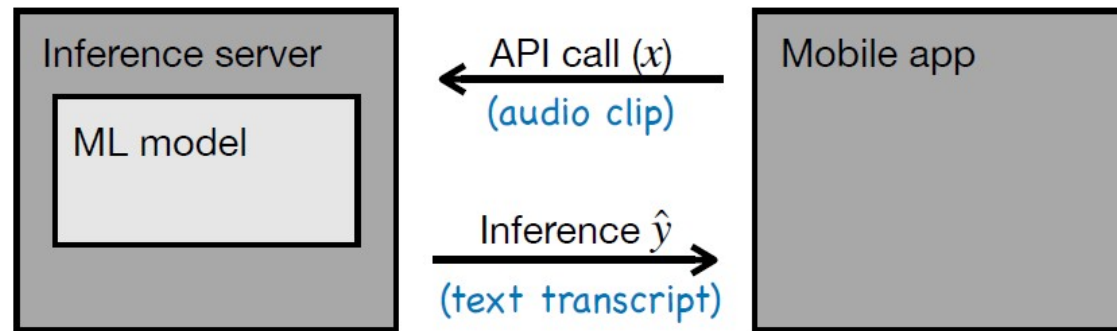 Inference server
ML model
API call (x)
(audio clip)
Inference ŷ
(text transcript)
Mobile app